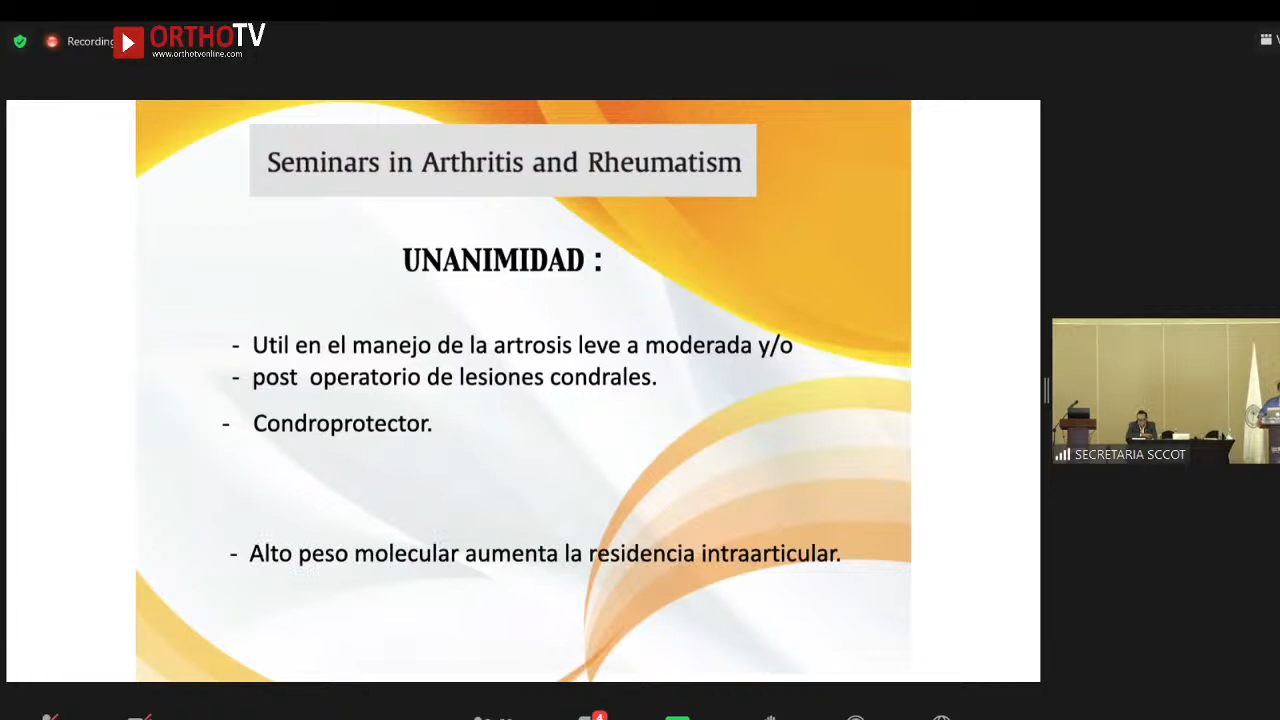 Recording
ORTHOTV
www.orthotvonline.com
Seminars in Arthritis and Rheumatism
UNANIMIDAD :
- Util en el manejo de la artrosis leve a moderada y/o
- post operatorio de lesiones condrales.
- Condroprotector.
- Alto peso molecular aumenta la residencia intraarticular.
SECRETARIA SCCOT
4